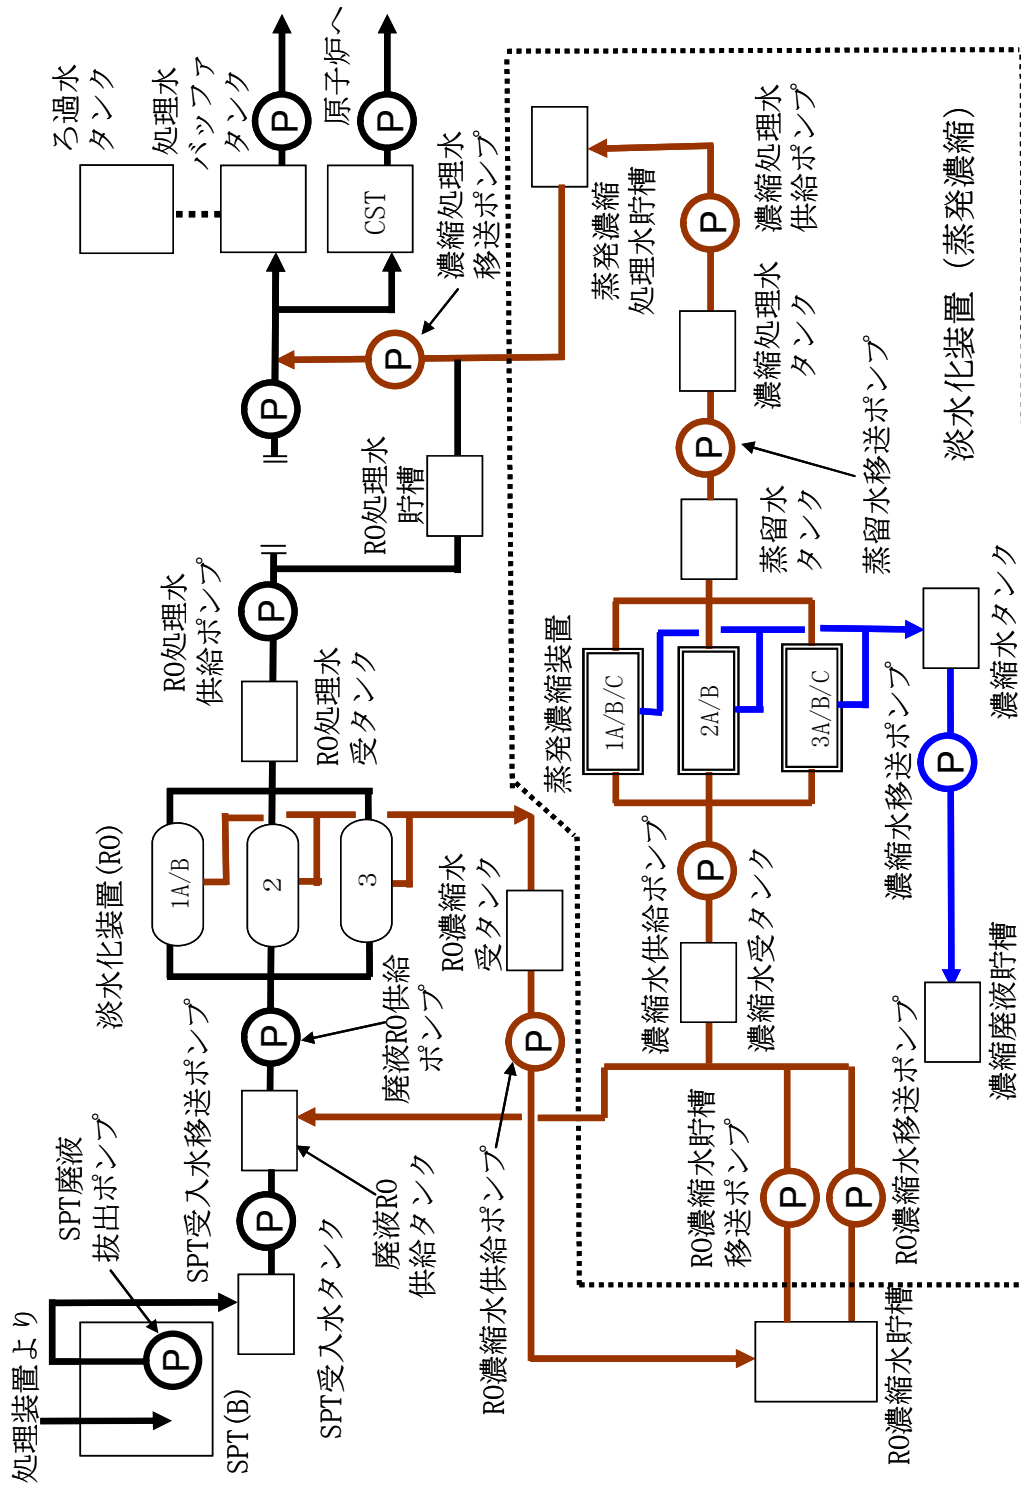 処理装置より
SPT(B)
SPT廃液
抜出ポンプ
P
SPT受入水タンク
SPT受入水移送ポンプ
P
廃液RO
供給タンク
廃液RO供給
ポンプ
P
淡水化装置(RO)
1A/B
2
3
RO処理水
受タンク
RO処理水
供給ポンプ
P
RO処理水
貯槽
P
濃縮処理水
移送ポンプ
P
ろ過水
タンク
処理水
バッファ
タンク
P
CST
原子炉へ
P
RO濃縮水
受タンク
RO濃縮水供給ポンプ
P
RO濃縮水貯槽
RO濃縮水貯槽
移送ポンプ
P
RO濃縮水移送ポンプ
P
濃縮水受タンク
濃縮水供給ポンプ
P
蒸発濃縮装置
1A/B/C
2A/B
3A/B/C
蒸留水
タンク
蒸留水移送ポンプ
P
濃縮処理水
タンク
濃縮処理水
供給ポンプ
P
蒸発濃縮
処理水貯槽
濃縮水タンク
濃縮水移送ポンプ
P
濃縮廃液貯槽
淡水化装置(蒸発濃縮)